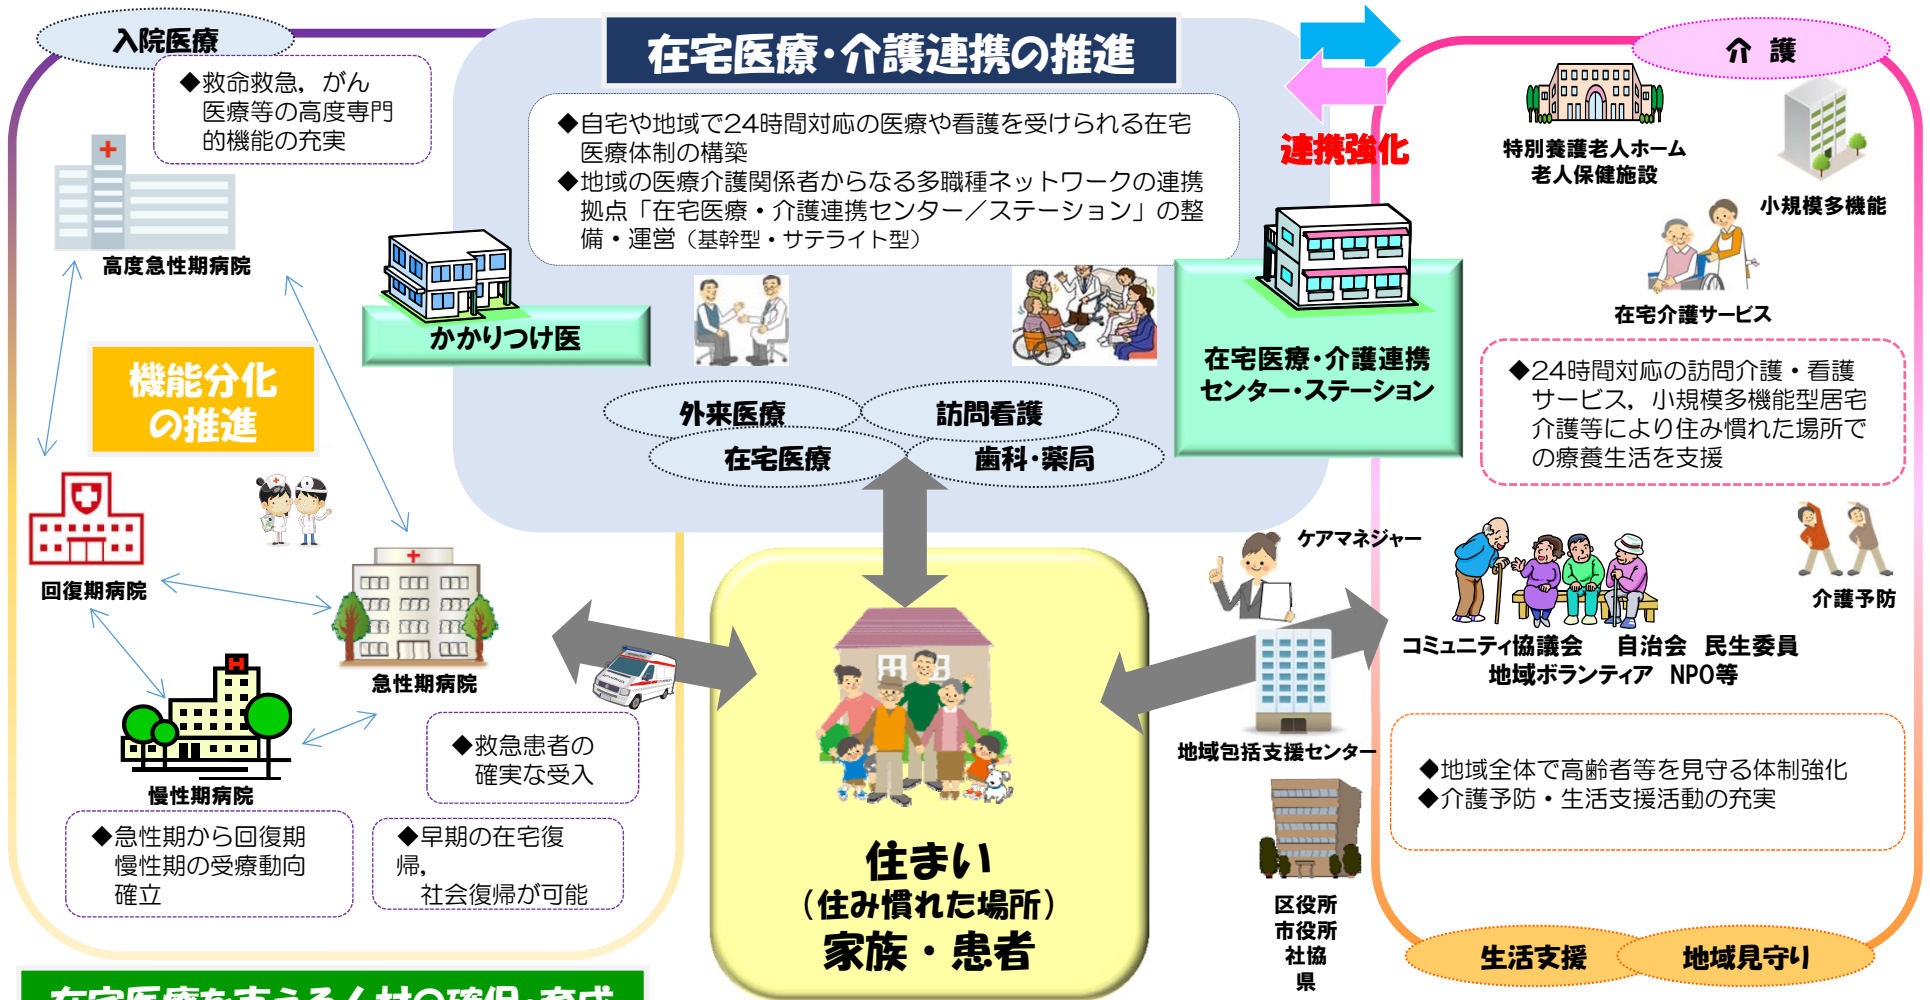 入院医療
◆救命救急，がん
医療等の高度専門
的機能の充実
高度急性期病院
機能分化
の推進
回復期病院
急性期病院
慢性期病院
◆救急患者の
確実な受入
◆急性期から回復期
慢性期の受療動向
確立
◆早期の在宅復
帰，
社会復帰が可能
在宅医療・介護連携の推進
◆自宅や地域で24時間対応の医療や看護を受けられる在宅
医療体制の構築
◆地域の医療介護関係者からなる多職種ネットワークの連携
拠点「在宅医療・介護連携センター／ステーション」の整
備・運営（基幹型・サテライト型）
かかりつけ医
外来医療
訪問看護
在宅医療
歯科・薬局
在宅医療・介護連携
センター・ステーション
連携強化
住まい
（住み慣れた場所）
家族・患者
ケアマネジャー
地域包括支援センター
区役所
市役所
社協
県
介 護
特別養護老人ホーム
老人保健施設
小規模多機能
在宅介護サービス
◆24時間対応の訪問介護・看護
サービス，小規模多機能型居宅
介護等により住み慣れた場所で
の療養生活を支援
介護予防
コミュニティ協議会 自治会 民生委員
地域ボランティア NPO等
◆地域全体で高齢者等を見守る体制強化
◆介護予防・生活支援活動の充実
生活支援
地域見守り
在宅医療を支える人材の確保・育成